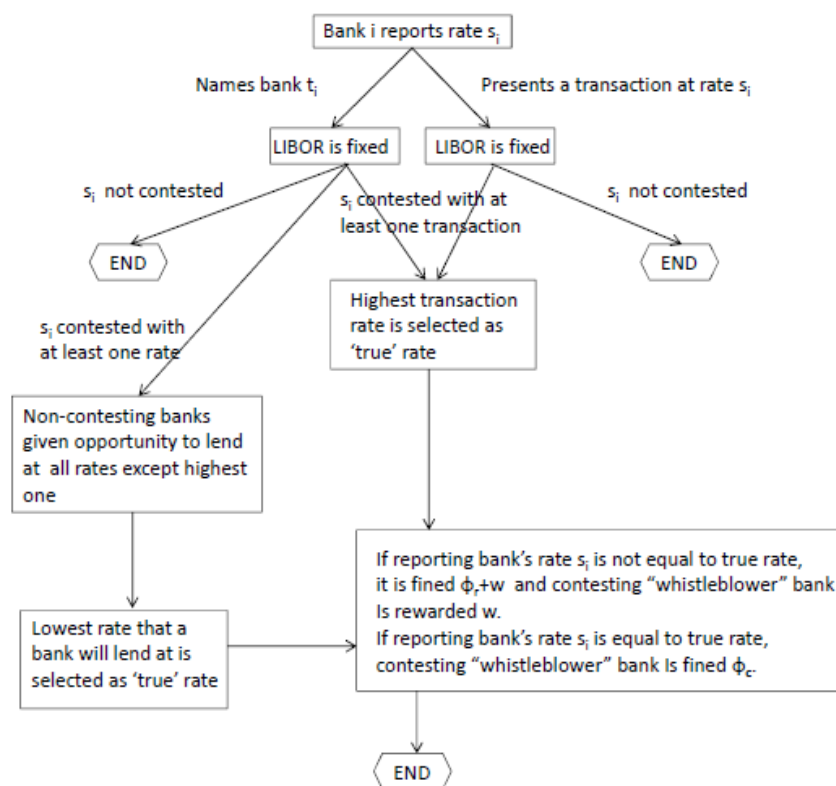 Bank i reports rate sᵢ
Names bank tᵢ
Presents a transaction at rate sᵢ
LIBOR is fixed
LIBOR is fixed
sᵢ not contested
sᵢ contested with at
least one transaction
sᵢ not contested
END
END
Highest transaction
rate is selected as
‘true’ rate
sᵢ contested with
at least one rate
Non-contesting banks
given opportunity to lend
at all rates except highest
one
If reporting bank’s rate sᵢ is not equal to true rate,
it is fined ϕᵣ+w and contesting “whistleblower” bank
Is rewarded w.
If reporting bank’s rate sᵢ is equal to true rate,
contesting “whistleblower” bank Is fined ϕ꜀.
Lowest rate that a
bank will lend at is
selected as ‘true’ rate
END